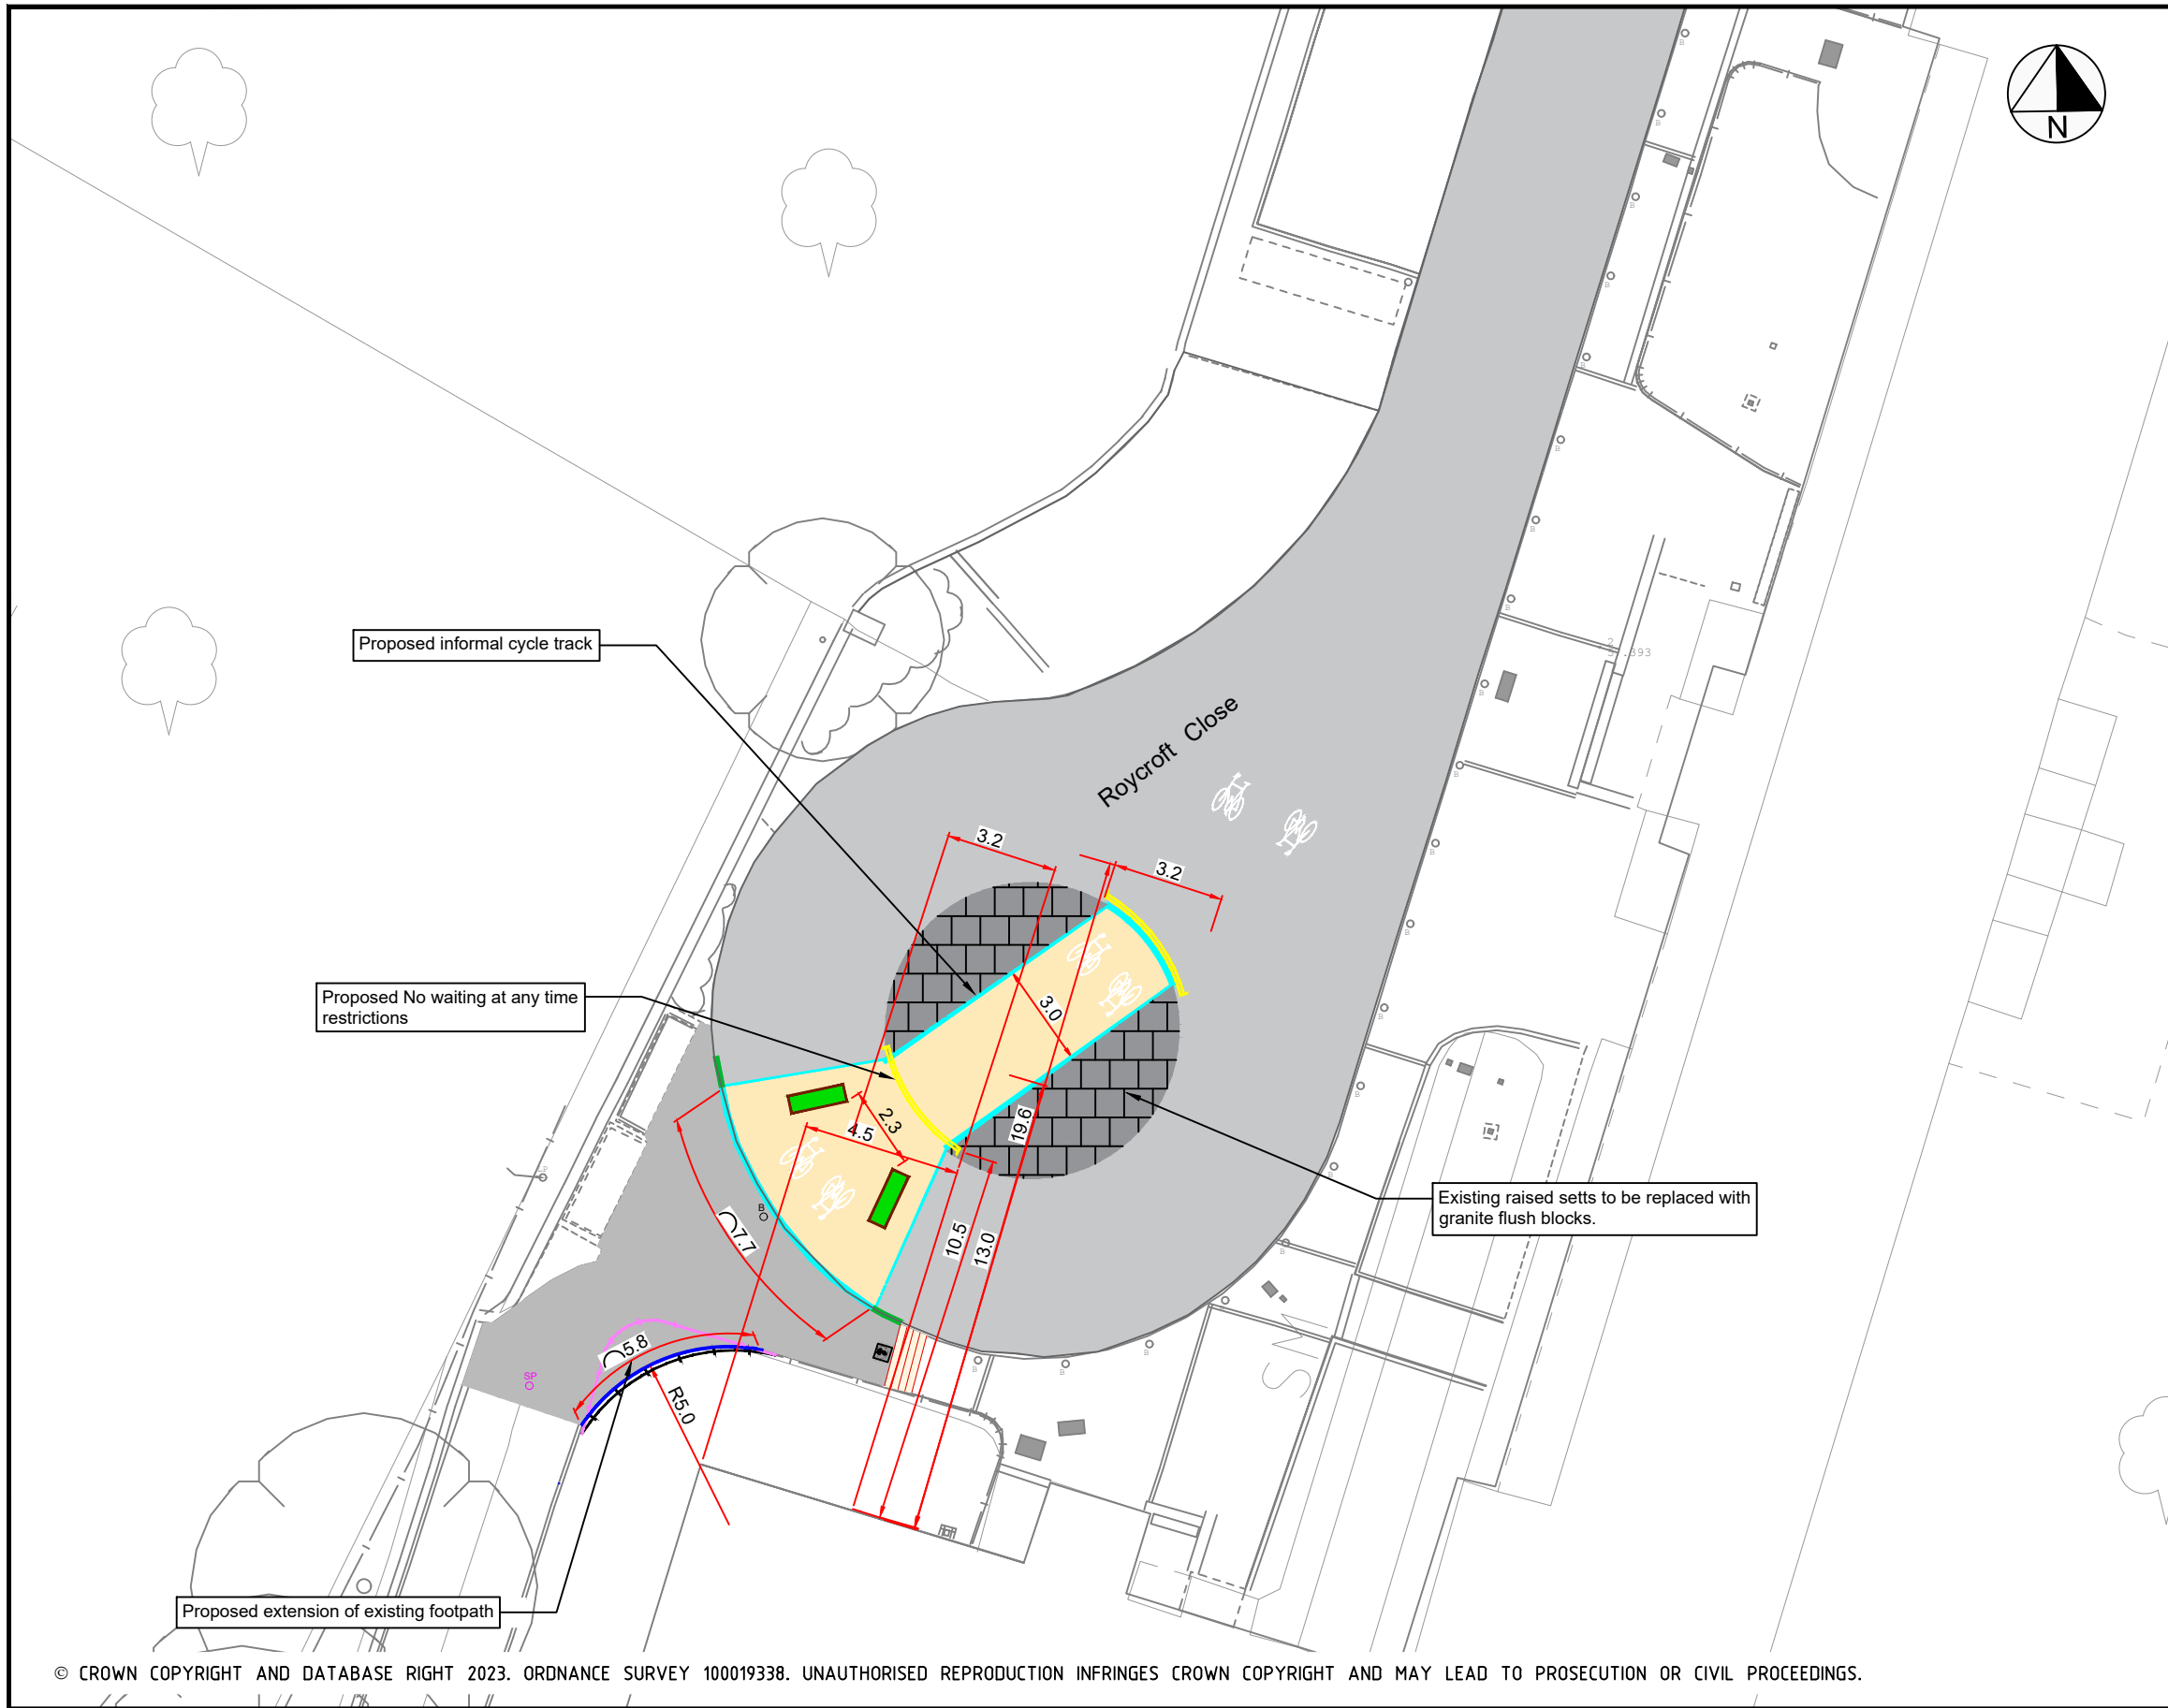 N
Proposed informal cycle track
Roycroft Close
3.2
3.2
Proposed No waiting at any time
restrictions
3.0
2.3
4.5
19.6
7.7
10.5
13.0
Existing raised setts to be replaced with
granite flush blocks.
B
SP
5.8
R5.0
Proposed extension of existing footpath
© CROWN COPYRIGHT AND DATABASE RIGHT 2023. ORDNANCE SURVEY 100019338. UNAUTHORISED REPRODUCTION INFRINGES CROWN COPYRIGHT AND MAY LEAD TO PROSECUTION OR CIVIL PROCEEDINGS.